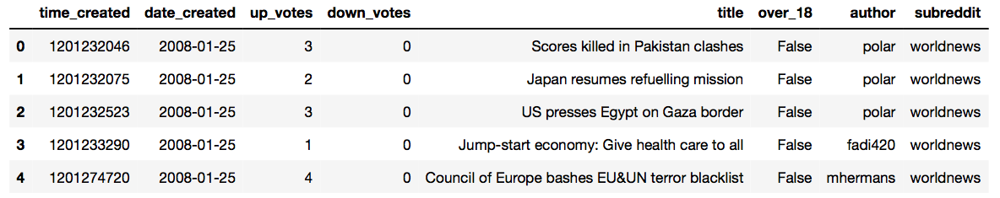 time_created date_created up_votes down_votes title over_18 author subreddit
0 1201232046 2008-01-25 3 0 Scores killed in Pakistan clashes False polar worldnews
1 1201232075 2008-01-25 2 0 Japan resumes refuelling mission False polar worldnews
2 1201232523 2008-01-25 3 0 US presses Egypt on Gaza border False polar worldnews
3 1201233290 2008-01-25 1 0 Jump-start economy: Give health care to all False fadi420 worldnews
4 1201274720 2008-01-25 4 0 Council of Europe bashes EU&UN terror blacklist False mhermans worldnews